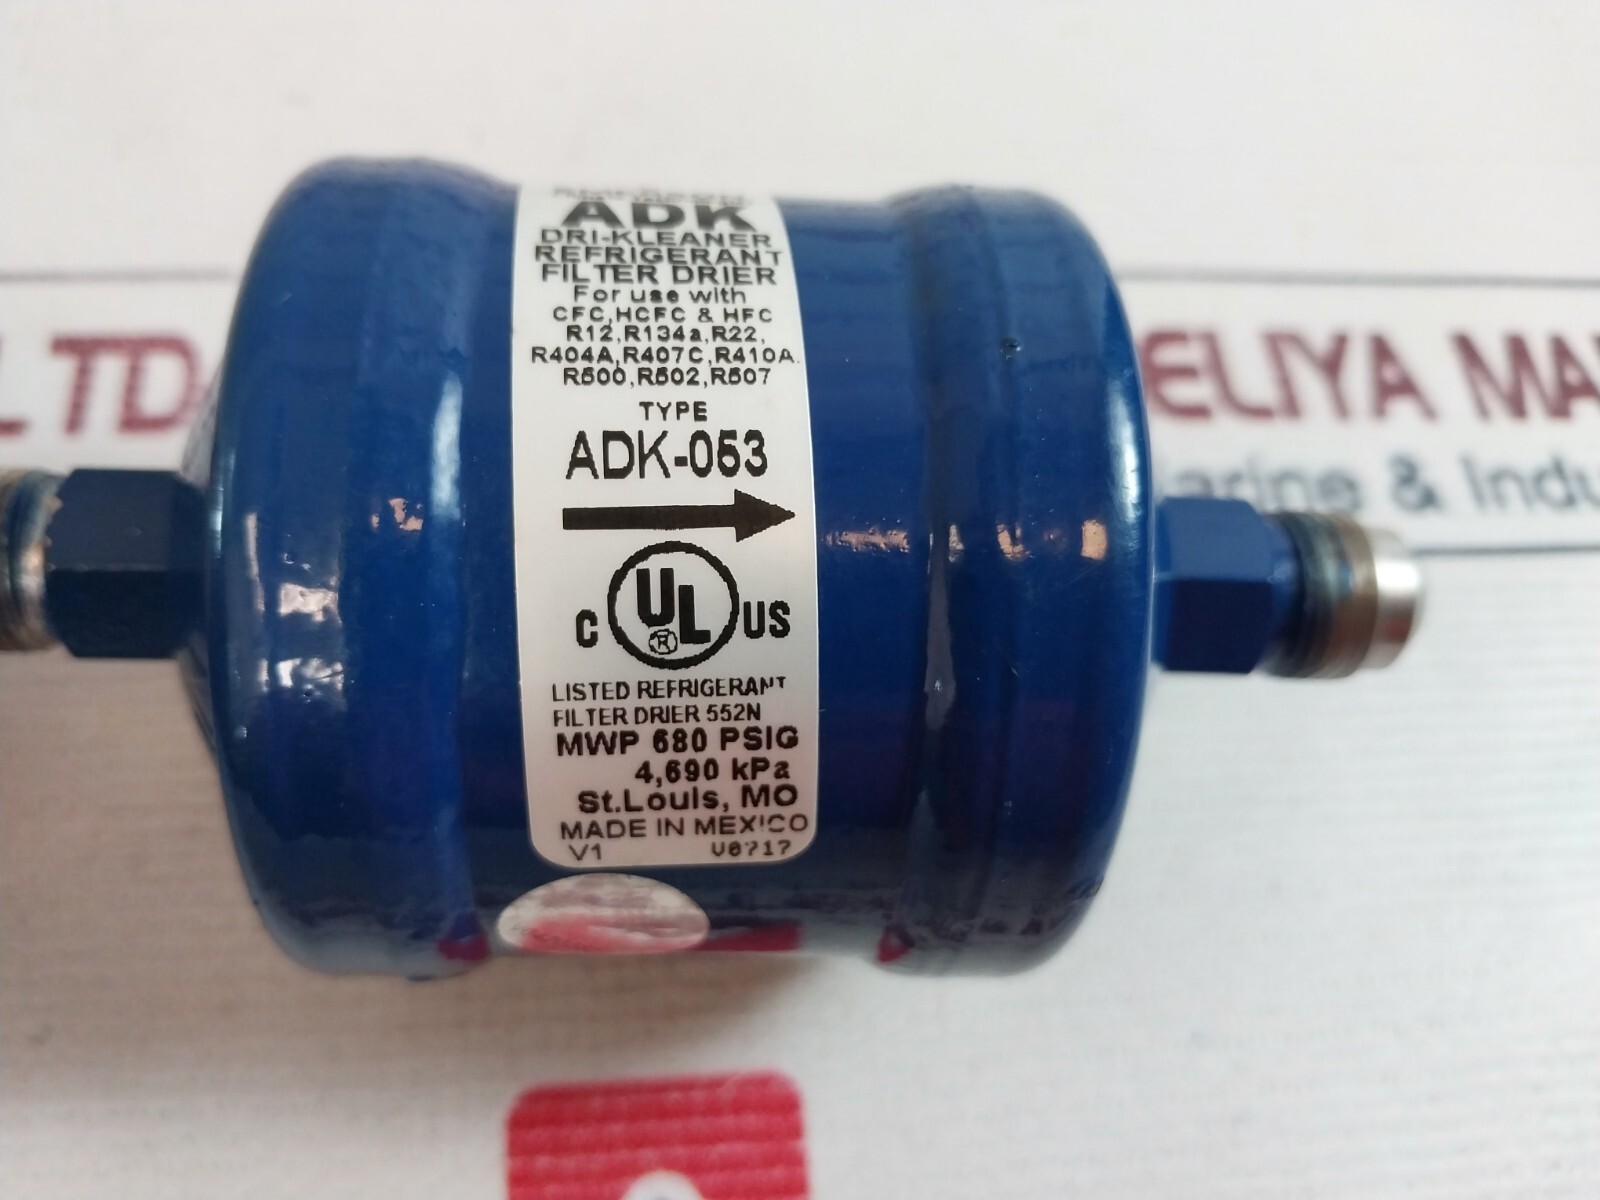 ADK
DRI-KLEANER
REFRIGERANT
FILTER DRIER
For use with
CFC,HCFC & HFC
R12,R134a,R22,
R404A,R407C,R410A.
R500,R502,R507
TYPE
ADK-053
C UL US
®
LISTED REFRIGERANT
FILTER DRIER 552N
MWP 680 PSIG
4,690 kPa
St.Louis, MO
MADE IN MEXICO
V1
LTD
ELIYA MA
arine & Indu